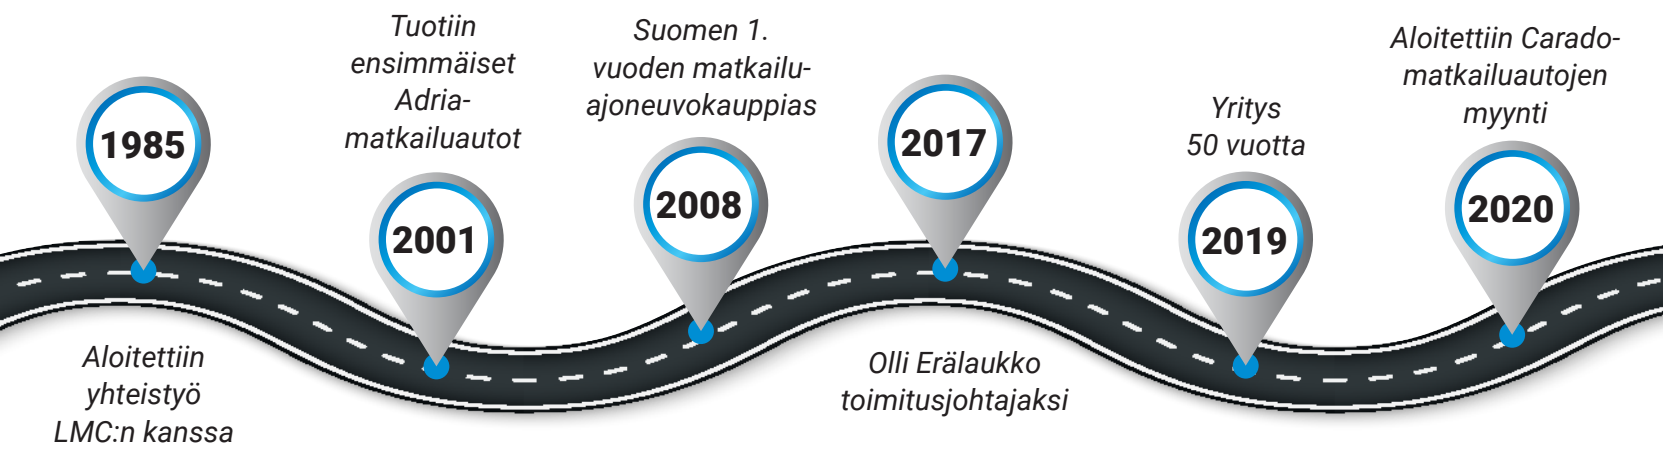 1985
Aloitettiin
yhteistyö
LMC:n kanssa
Tuotiin
ensimmäiset
Adria-
matkailuautot
2001
Suomen 1.
vuoden matkailu-
ajoneuvokauppias
2008
2017
Olli Erälaukko
toimitusjohtajaksi
Yritys
50 vuotta
2019
Aloitettiin Carado-
matkailuautojen
myynti
2020